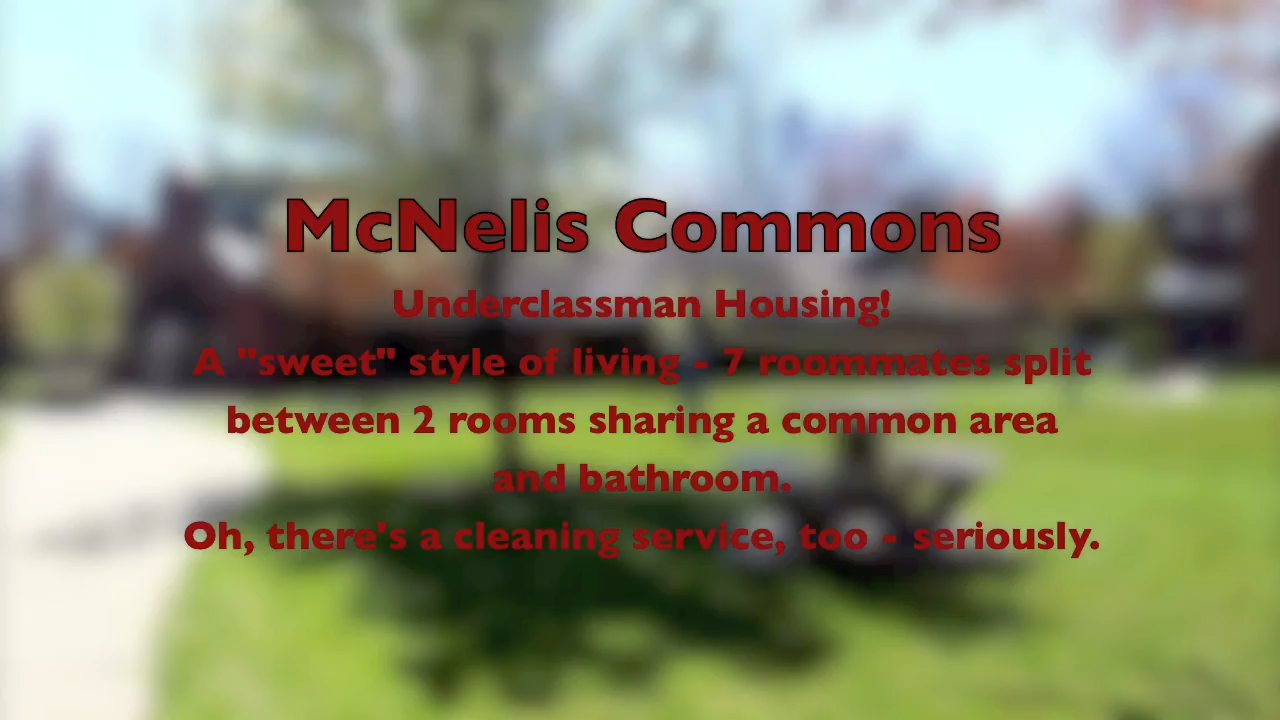 McNelis Commons
Underclassman Housing!
A "sweet" style of living - 7 roommates split
between 2 rooms sharing a common area
and bathroom.
Oh, there's a cleaning service, too - seriously.